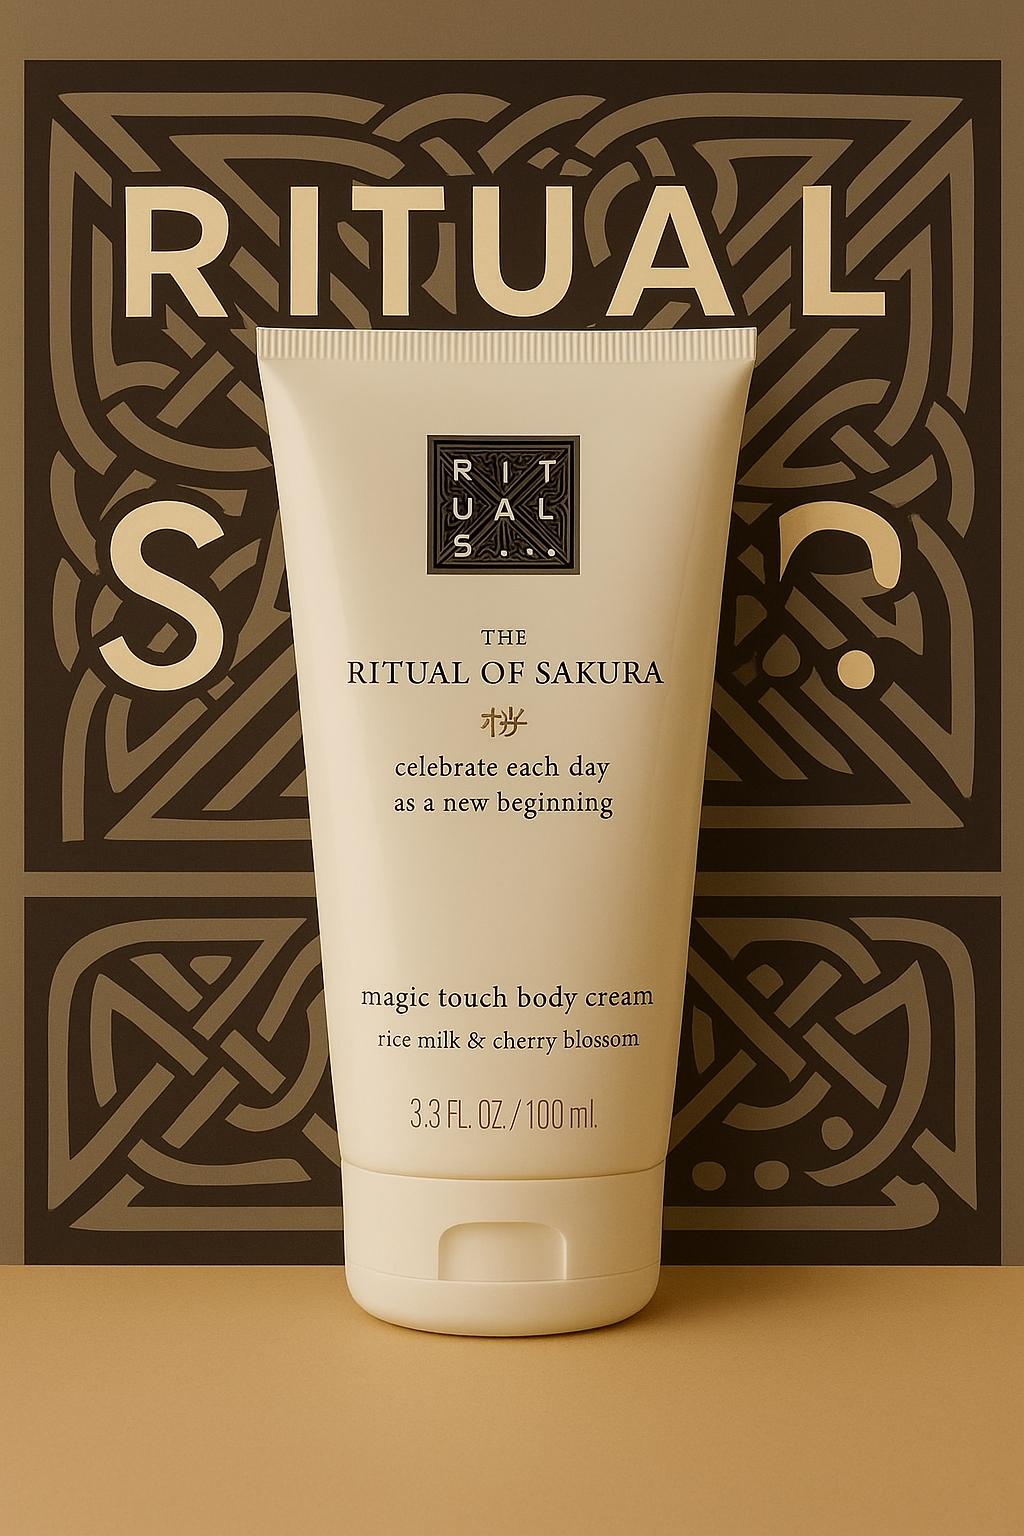 RITUAL
S
RIT
UAL
S...
THE
RITUAL OF SAKURA
celebrate each day
as a new beginning
magic touch body cream
rice milk & cherry blossom
3.3 FL. OZ. / 100 ml.